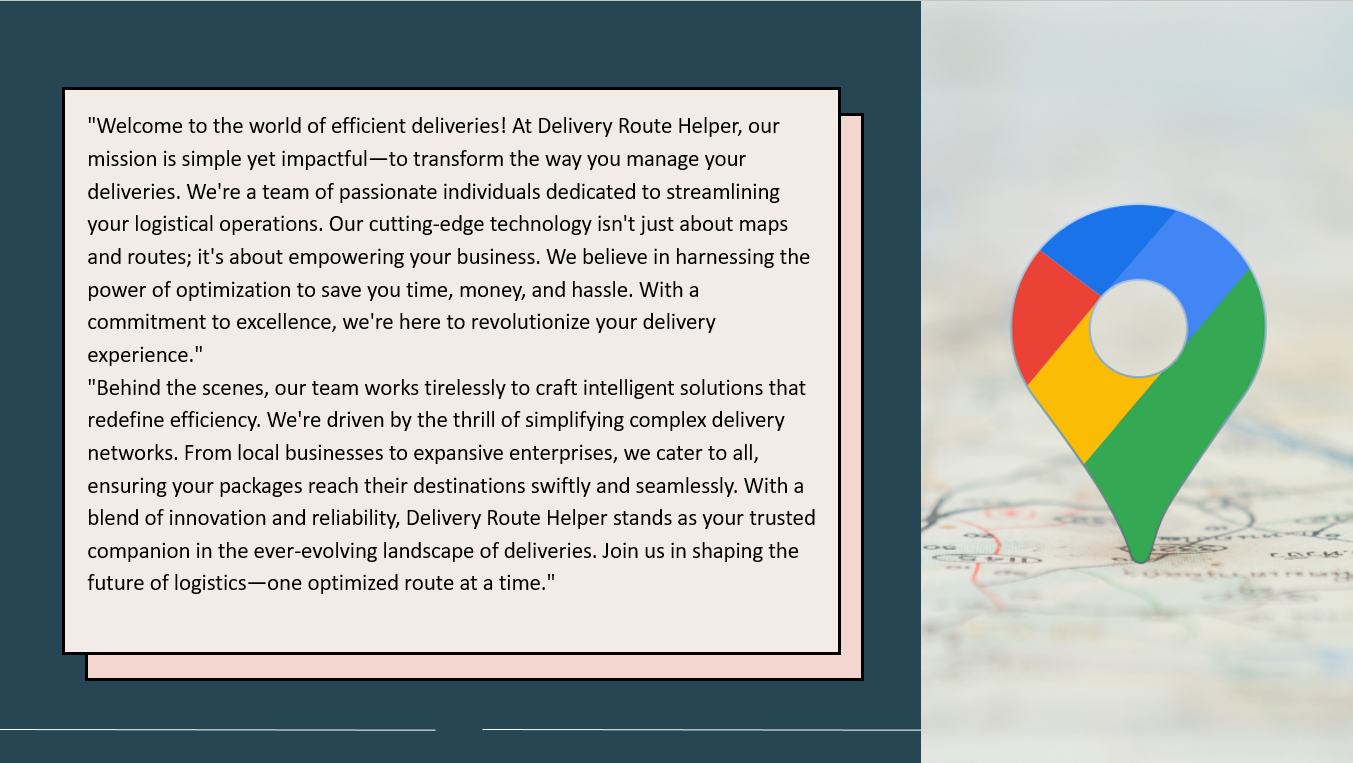 "Welcome to the world of efficient deliveries! At Delivery Route Helper, our
mission is simple yet impactful—to transform the way you manage your
deliveries. We're a team of passionate individuals dedicated to streamlining
your logistical operations. Our cutting-edge technology isn't just about maps
and routes; it's about empowering your business. We believe in harnessing the
power of optimization to save you time, money, and hassle. With a
commitment to excellence, we're here to revolutionize your delivery
experience."
"Behind the scenes, our team works tirelessly to craft intelligent solutions that
redefine efficiency. We're driven by the thrill of simplifying complex delivery
networks. From local businesses to expansive enterprises, we cater to all,
ensuring your packages reach their destinations swiftly and seamlessly. With a
blend of innovation and reliability, Delivery Route Helper stands as your trusted
companion in the ever-evolving landscape of deliveries. Join us in shaping the
future of logistics—one optimized route at a time."